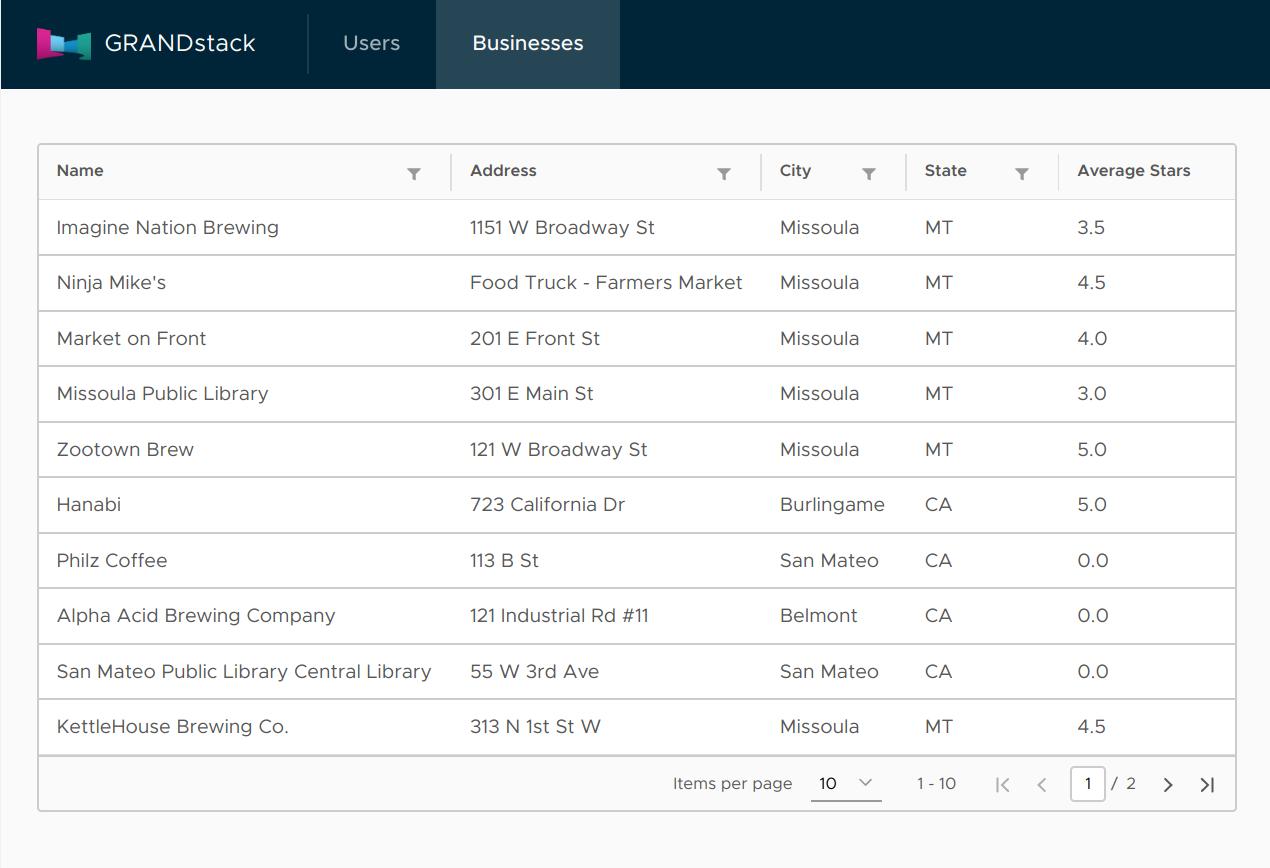 GRANDstack Users Businesses
Name Address City State Average Stars
Imagine Nation Brewing 1151 W Broadway St Missoula MT 3.5
Ninja Mike's Food Truck - Farmers Market Missoula MT 4.5
Market on Front 201 E Front St Missoula MT 4.0
Missoula Public Library 301 E Main St Missoula MT 3.0
Zootown Brew 121 W Broadway St Missoula MT 5.0
Hanabi 723 California Dr Burlingame CA 5.0
Philz Coffee 113 B St San Mateo CA 0.0
Alpha Acid Brewing Company 121 Industrial Rd #11 Belmont CA 0.0
San Mateo Public Library Central Library 55 W 3rd Ave San Mateo CA 0.0
KettleHouse Brewing Co. 313 N 1st St W Missoula MT 4.5
Items per page 10 1 - 10 1 / 2